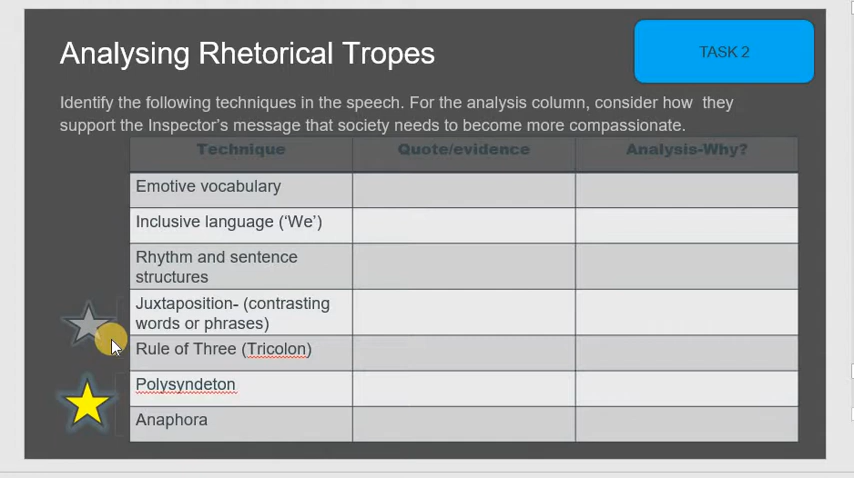 Analysing Rhetorical Tropes
TASK 2
Identify the following techniques in the speech. For the analysis column, consider how they
support the Inspector's message that society needs to become more compassionate.
Technique Quote/evidence Analysis-Why?
Emotive vocabulary
Inclusive language (‘We’)
Rhythm and sentence
structures
Juxtaposition- (contrasting
words or phrases)
Rule of Three (Tricolon)
Polysyndeton
Anaphora